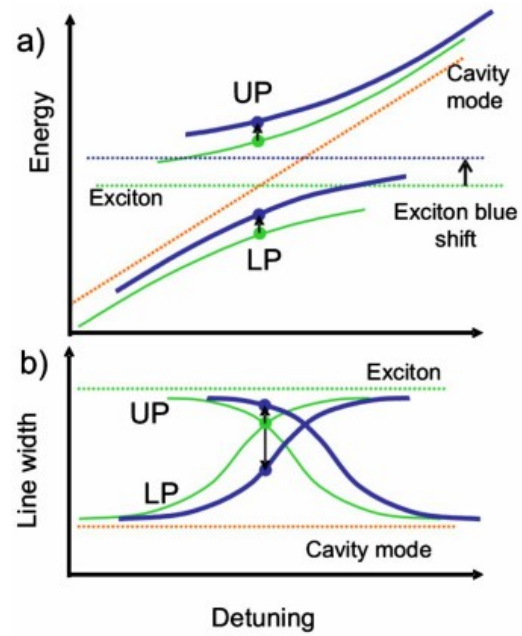 a)
UP
Cavity
mode
Energy
Exciton
Exciton blue
shift
LP
b)
Exciton
UP
LP
Line width
Cavity mode
Detuning